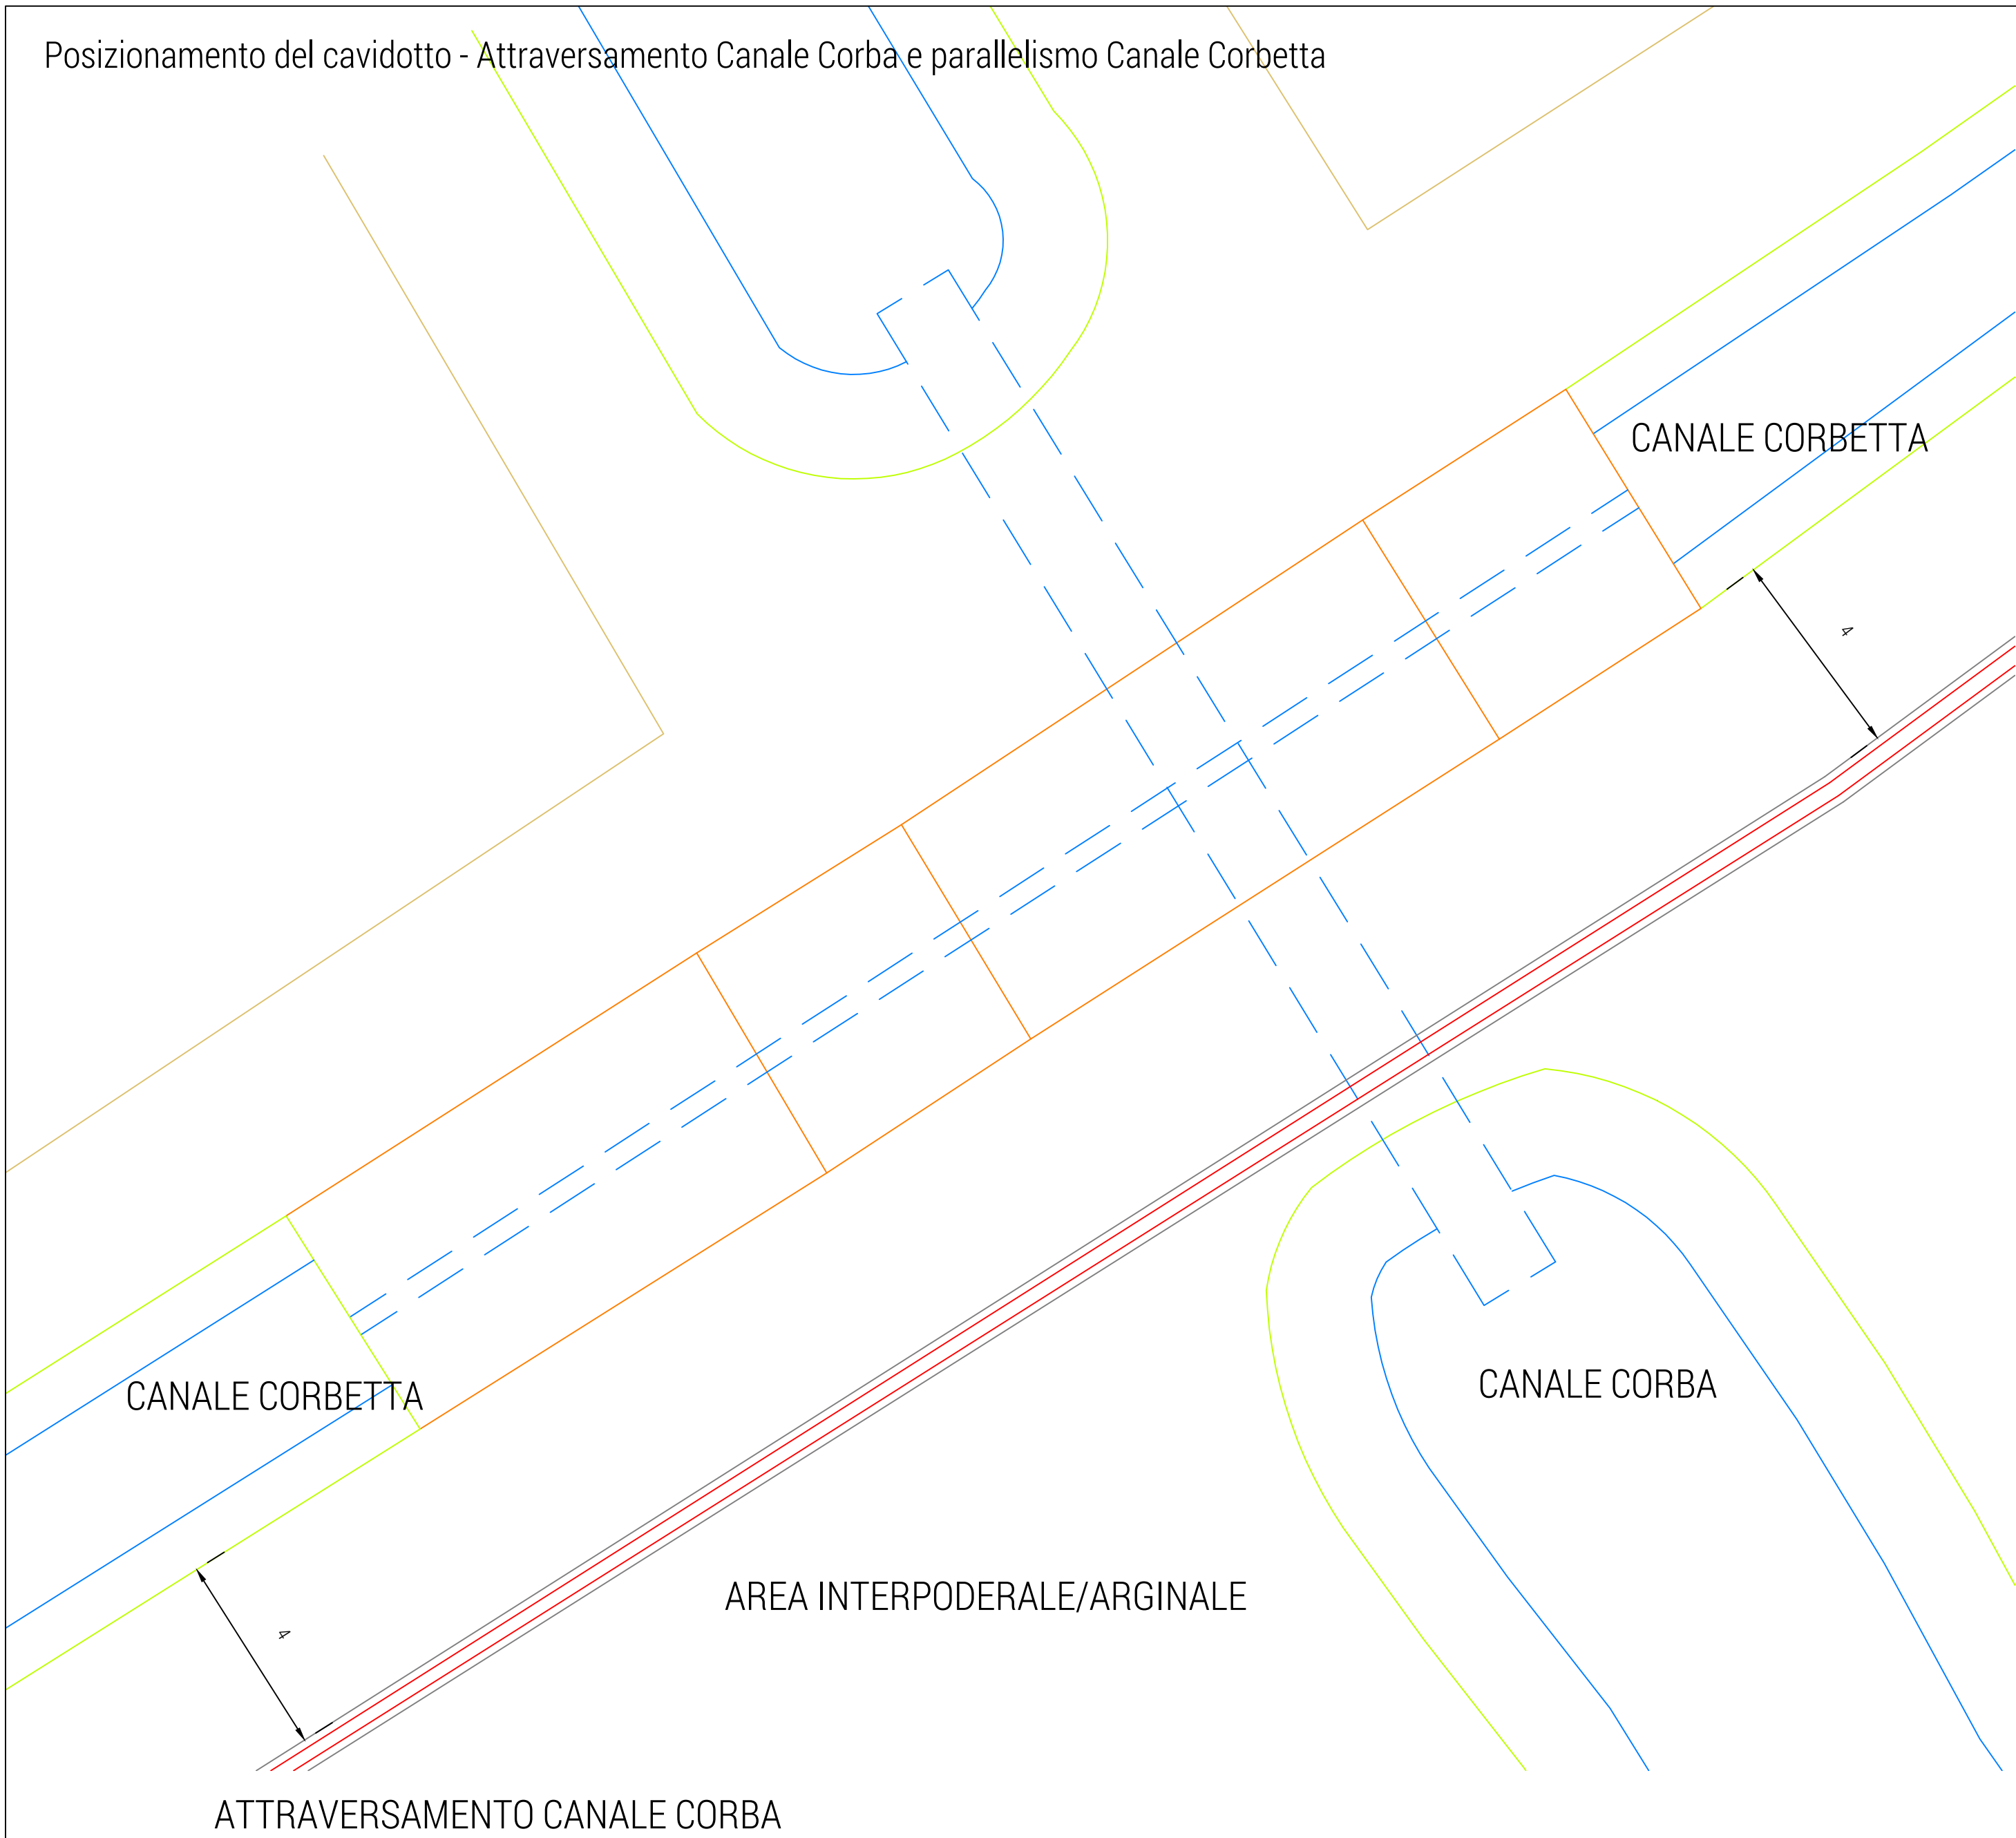 Posizionamento del cavidotto - Attraversamento Canale Corba e parallelismo Canale Corbetta
CANALE CORBETTA
4
CANALE CORBETTA
CANALE CORBA
AREA INTERPODERALE/ARGINALE
4
ATTRAVERSAMENTO CANALE CORBA